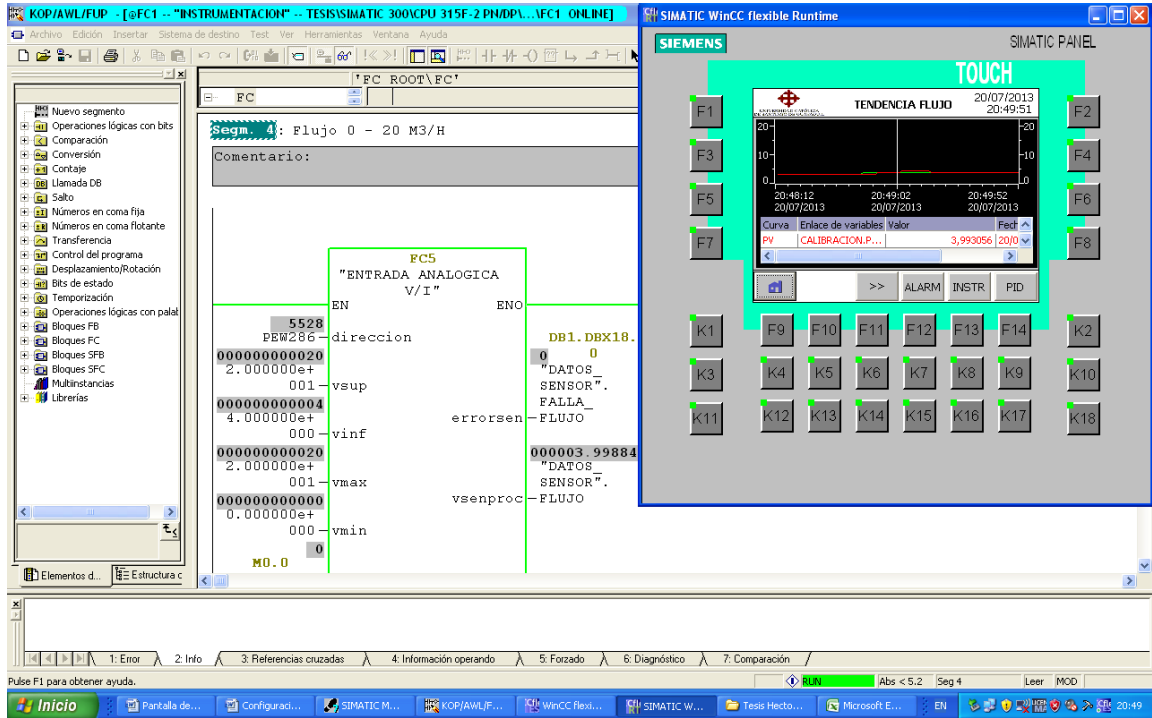 KOP/AWL/FUP - [@FC1 -- "INSTRUMENTACION" -- TESIS\SIMATIC 300\CPU 315F-2 PN/DP\...\FC1 ONLINE]
Archivo Edición Insertar Sistema de destino Test Ver Herramientas Ventana Ayuda
'FC ROOT\FC'
FC
Nuevo segmento
Operaciones lógicas con bits
Comparación
Conversión
Contaje
Llamada DB
Salto
Números en coma fija
Números en coma flotante
Transferencia
Control del programa
Desplazamiento/Rotación
Bits de estado
Temporización
Operaciones lógicas con palab
Bloques FB
Bloques FC
Bloques SFB
Bloques SFC
Multiinstancias
Librerías
Elementos d...
Estructura c
Segm. 4: Flujo 0 - 20 M3/H
Comentario:
FC5
"ENTRADA ANALOGICA
V/I"
EN ENO
5528
PEW286 direccion
000000000020
2.000000e+
001 vsup
000000000004
4.000000e+
000 vinf
000000000020
2.000000e+
001 vmax
000000000000
0.000000e+
000 vmin
0
M0.0
DB1.DBX18.
0 0
"DATOS_
SENSOR".
FALLA_
errorsen FLUJO
000003.99884
"DATOS_
SENSOR".
vsenproc FLUJO
SIMATIC WinCC flexible Runtime
SIEMENS
SIMATIC PANEL
TOUCH
TENDENCIA FLUJO
20/07/2013
20:49:51
20 20
10 10
0 0
20:48:12 20:49:02 20:49:52
20/07/2013 20/07/2013 20/07/2013
Curva Enlace de variables Valor Fech
PV CALIBRACION.P... 3,993056 20/0
>> ALARM INSTR PID
F1 F2
F3 F4
F5 F6
F7 F8
K1 F9 F10 F11 F12 F13 F14 K2
K3 K4 K5 K6 K7 K8 K9 K10
K11 K12 K13 K14 K15 K16 K17 K18
1: Error 2: Info 3: Referencias cruzadas 4: Información operando 5: Forzado 6: Diagnóstico 7: Comparación
Pulse F1 para obtener ayuda.
RUN Abs < 5.2 Seg 4 Leer MOD
Inicio Pantalla de... Configuraci... SIMATIC M... KOP/AWL/F... WinCC flexi... SIMATIC W... Tesis Hecto... Microsoft E... EN 20:49